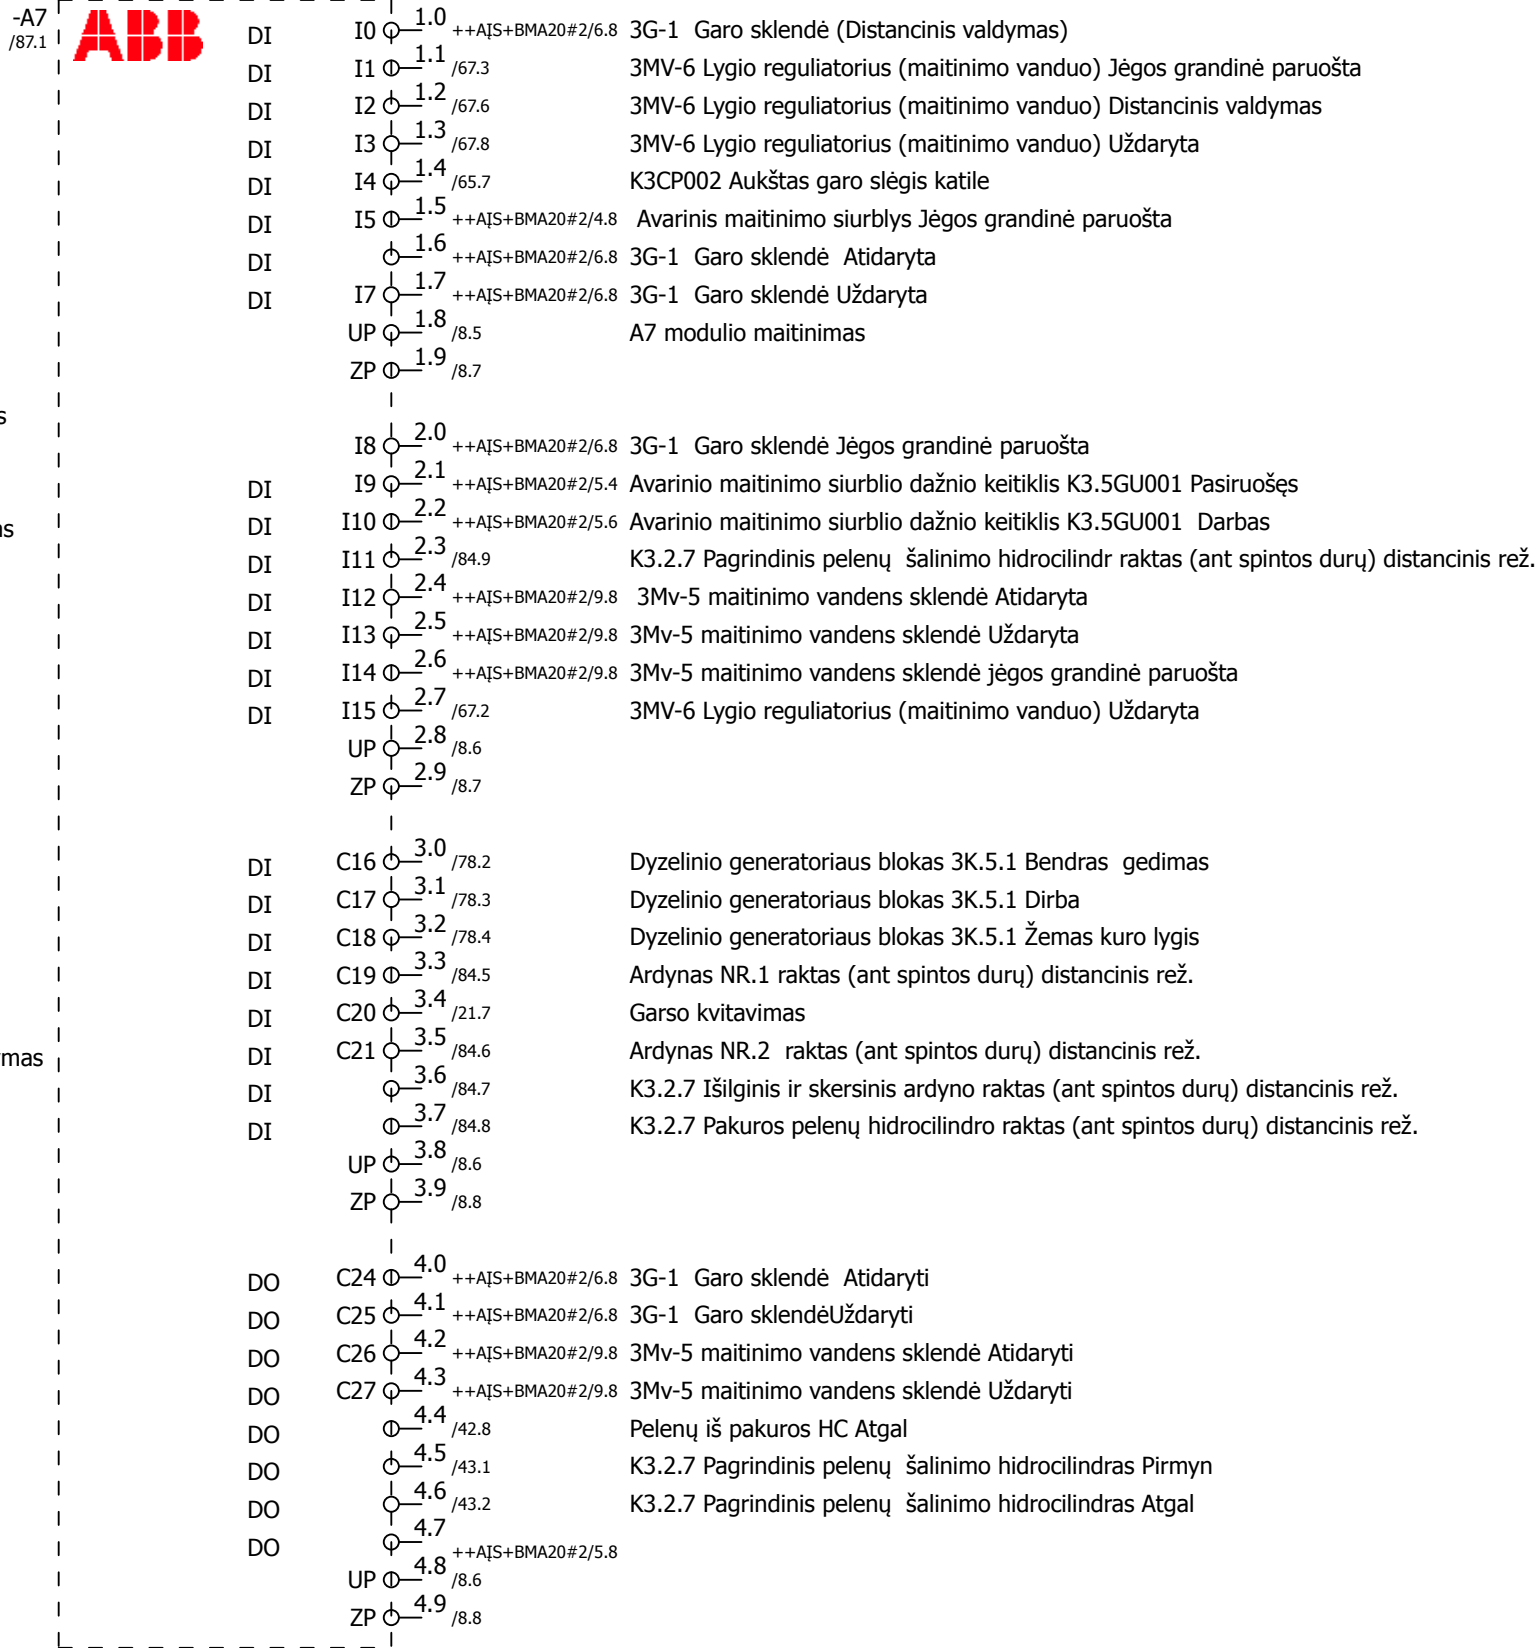 -A7
/87.1
ABB
DI I0 1.0 ++AĮS+BMA20#2/6.8 3G-1 Garo sklendė (Distancinis valdymas)
DI I1 1.1 /67.3 3MV-6 Lygio reguliatorius (maitinimo vanduo) Jėgos grandinė paruošta
DI I2 1.2 /67.6 3MV-6 Lygio reguliatorius (maitinimo vanduo) Distancinis valdymas
DI I3 1.3 /67.8 3MV-6 Lygio reguliatorius (maitinimo vanduo) Uždaryta
DI I4 1.4 /65.7 K3CP002 Aukštas garo slėgis katile
DI I5 1.5 ++AĮS+BMA20#2/4.8 Avarinis maitinimo siurblys Jėgos grandinė paruošta
DI 1.6 ++AĮS+BMA20#2/6.8 3G-1 Garo sklendė Atidaryta
DI I7 1.7 ++AĮS+BMA20#2/6.8 3G-1 Garo sklendė Uždaryta
UP 1.8 /8.5 A7 modulio maitinimas
ZP 1.9 /8.7
s
I8 2.0 ++AĮS+BMA20#2/6.8 3G-1 Garo sklendė Jėgos grandinė paruošta
DI I9 2.1 ++AĮS+BMA20#2/5.4 Avarinio maitinimo siurblio dažnio keitiklis K3.5GU001 Pasiruošęs
as
DI I10 2.2 ++AĮS+BMA20#2/5.6 Avarinio maitinimo siurblio dažnio keitiklis K3.5GU001 Darbas
DI I11 2.3 /84.9 K3.2.7 Pagrindinis pelenų šalinimo hidrocilindr raktas (ant spintos durų) distancinis rež.
DI I12 2.4 ++AĮS+BMA20#2/9.8 3Mv-5 maitinimo vandens sklendė Atidaryta
DI I13 2.5 ++AĮS+BMA20#2/9.8 3Mv-5 maitinimo vandens sklendė Uždaryta
DI I14 2.6 ++AĮS+BMA20#2/9.8 3Mv-5 maitinimo vandens sklendė jėgos grandinė paruošta
DI I15 2.7 /67.2 3MV-6 Lygio reguliatorius (maitinimo vanduo) Uždaryta
UP 2.8 /8.6
ZP 2.9 /8.7
DI C16 3.0 /78.2 Dyzelinio generatoriaus blokas 3K.5.1 Bendras gedimas
DI C17 3.1 /78.3 Dyzelinio generatoriaus blokas 3K.5.1 Dirba
DI C18 3.2 /78.4 Dyzelinio generatoriaus blokas 3K.5.1 Žemas kuro lygis
DI C19 3.3 /84.5 Ardynas NR.1 raktas (ant spintos durų) distancinis rež.
DI C20 3.4 /21.7 Garso kvitavimas
DI C21 3.5 /84.6 Ardynas NR.2 raktas (ant spintos durų) distancinis rež.
mas
DI 3.6 /84.7 K3.2.7 Išilginis ir skersinis ardyno raktas (ant spintos durų) distancinis rež.
DI 3.7 /84.8 K3.2.7 Pakuros pelenų hidrocilindro raktas (ant spintos durų) distancinis rež.
UP 3.8 /8.6
ZP 3.9 /8.8
DO C24 4.0 ++AĮS+BMA20#2/6.8 3G-1 Garo sklendė Atidaryti
DO C25 4.1 ++AĮS+BMA20#2/6.8 3G-1 Garo sklendėUždaryti
DO C26 4.2 ++AĮS+BMA20#2/9.8 3Mv-5 maitinimo vandens sklendė Atidaryti
DO C27 4.3 ++AĮS+BMA20#2/9.8 3Mv-5 maitinimo vandens sklendė Uždaryti
DO 4.4 /42.8 Pelenų iš pakuros HC Atgal
DO 4.5 /43.1 K3.2.7 Pagrindinis pelenų šalinimo hidrocilindras Pirmyn
DO 4.6 /43.2 K3.2.7 Pagrindinis pelenų šalinimo hidrocilindras Atgal
DO 4.7 ++AĮS+BMA20#2/5.8
UP 4.8 /8.6
ZP 4.9 /8.8